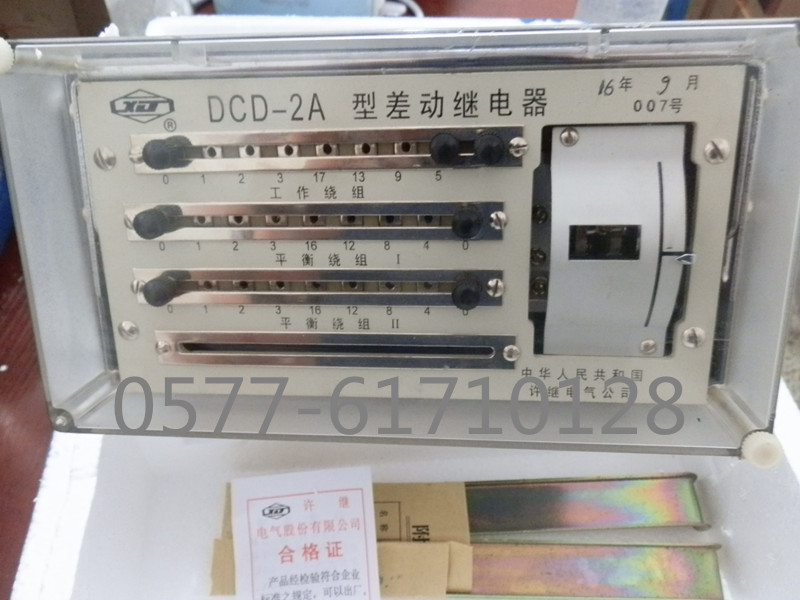 XJ
®
DCD-2A 型差动继电器
16年 9月
007号
0 1 2 3 17 13 9 5
工作绕组
0 1 2 3 16 12 8 4 0
平衡绕组 I
0 1 2 3 16 12 8 4 0
平衡绕组 II
中华人民共和国
许继电气公司
0577-61710128
许继
电气股份有限公司
合格证
产品经检验符合企业
标准之规定，可以出厂。